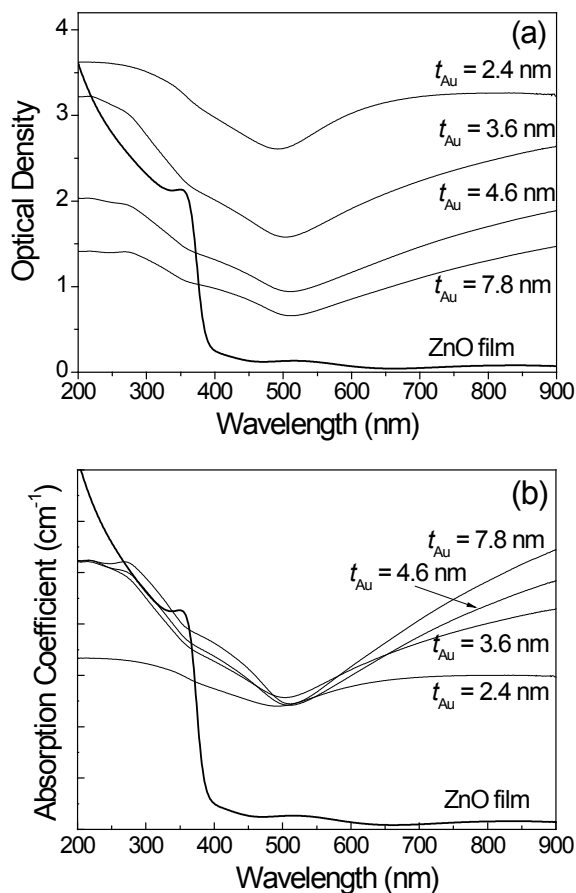 (a)
4
3
2
1
0
Optical Density
t_Au = 2.4 nm
t_Au = 3.6 nm
t_Au = 4.6 nm
t_Au = 7.8 nm
ZnO film
200 300 400 500 600 700 800 900
Wavelength (nm)
(b)
Absorption Coefficient (cm⁻¹)
t_Au = 7.8 nm
t_Au = 4.6 nm
t_Au = 3.6 nm
t_Au = 2.4 nm
ZnO film
200 300 400 500 600 700 800 900
Wavelength (nm)